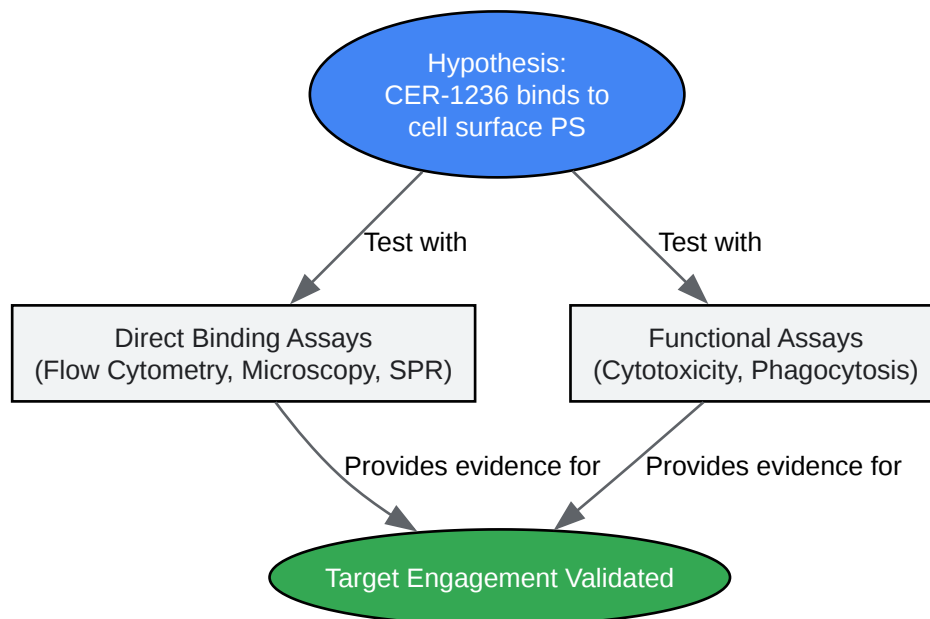 Hypothesis:
CER-1236 binds to
cell surface PS
Test with
Test with
Direct Binding Assays
(Flow Cytometry, Microscopy, SPR)
Functional Assays
(Cytotoxicity, Phagocytosis)
Provides evidence for
Provides evidence for
Target Engagement Validated